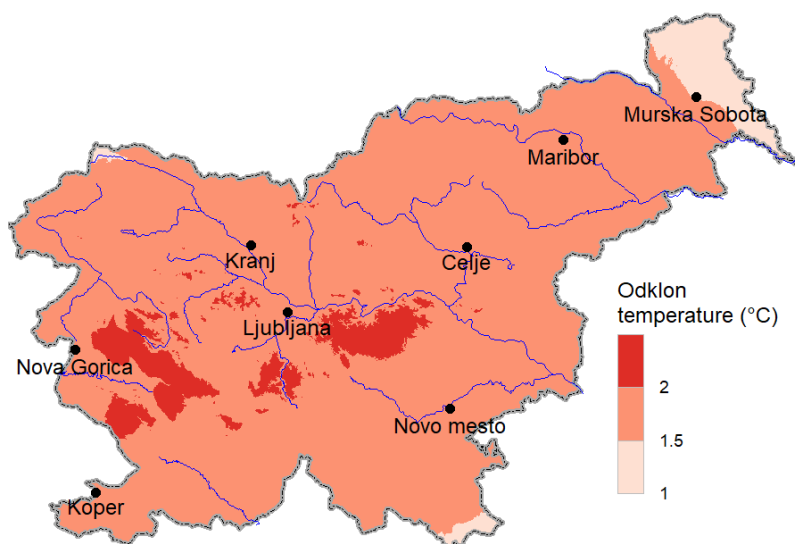 Murska Sobota
Maribor
Kranj
Celje
Ljubljana
Nova Gorica
Novo mesto
Koper
Odklon
temperature (°C)
2
1.5
1